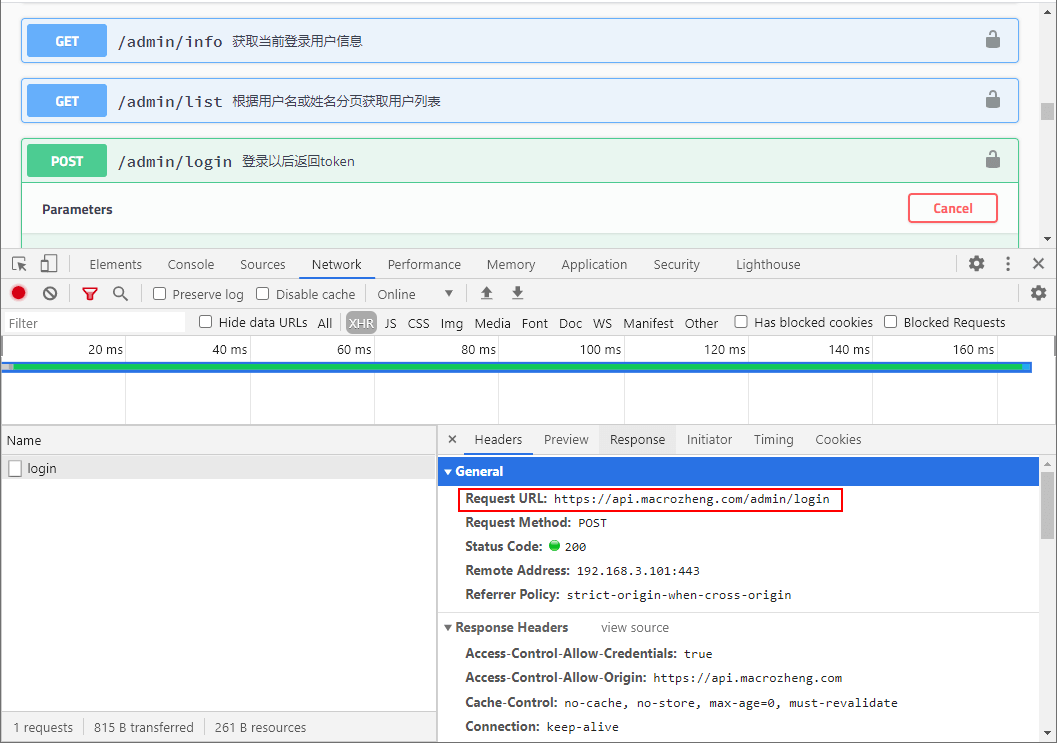 GET /admin/info 获取当前登录用户信息
GET /admin/list 根据用户名或姓名分页获取用户列表
POST /admin/login 登录以后返回token
Parameters Cancel
Elements Console Sources Network Performance Memory Application Security Lighthouse
Preserve log Disable cache Online
Filter Hide data URLs All XHR JS CSS Img Media Font Doc WS Manifest Other Has blocked cookies Blocked Requests
20 ms 40 ms 60 ms 80 ms 100 ms 120 ms 140 ms 160 ms
Name
login
1 requests 815 B transferred 261 B resources
× Headers Preview Response Initiator Timing Cookies
General
Request URL: https://api.macrozheng.com/admin/login
Request Method: POST
Status Code: 200
Remote Address: 192.168.3.101:443
Referrer Policy: strict-origin-when-cross-origin
Response Headers view source
Access-Control-Allow-Credentials: true
Access-Control-Allow-Origin: https://api.macrozheng.com
Cache-Control: no-cache, no-store, max-age=0, must-revalidate
Connection: keep-alive